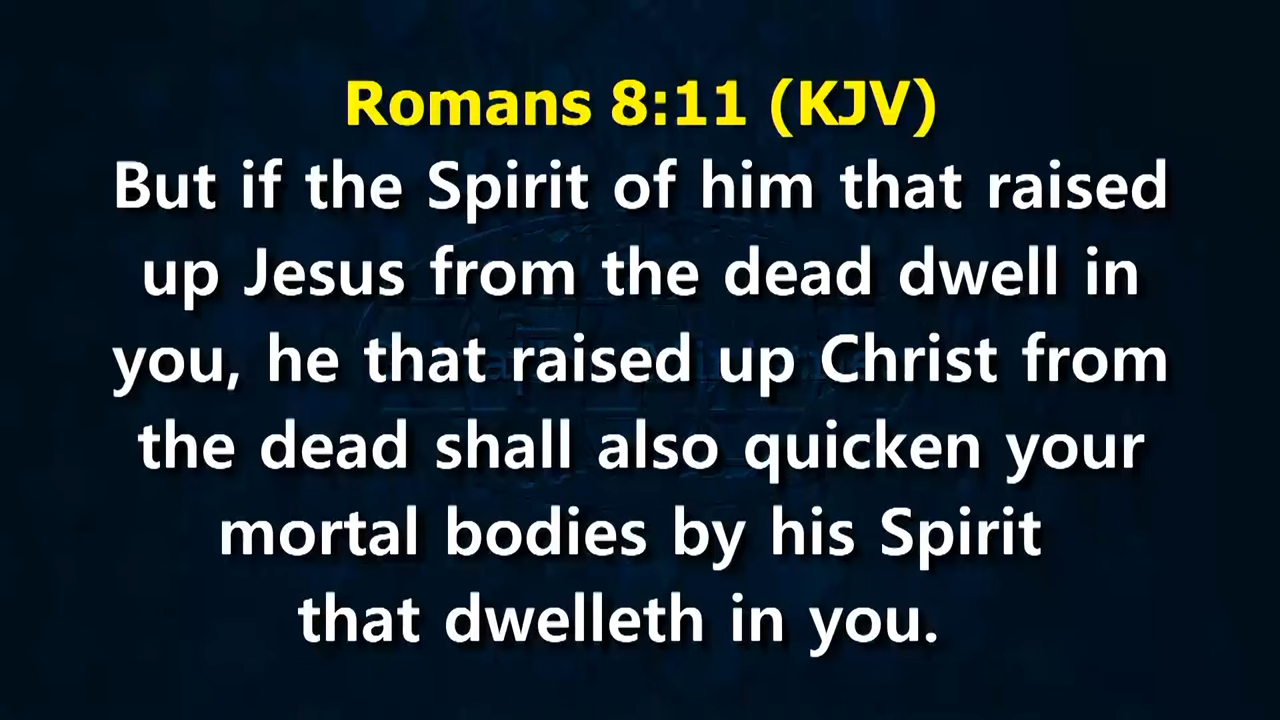 Romans 8:11 (KJV)
But if the Spirit of him that raised
up Jesus from the dead dwell in
you, he that raised up Christ from
the dead shall also quicken your
mortal bodies by his Spirit
that dwelleth in you.